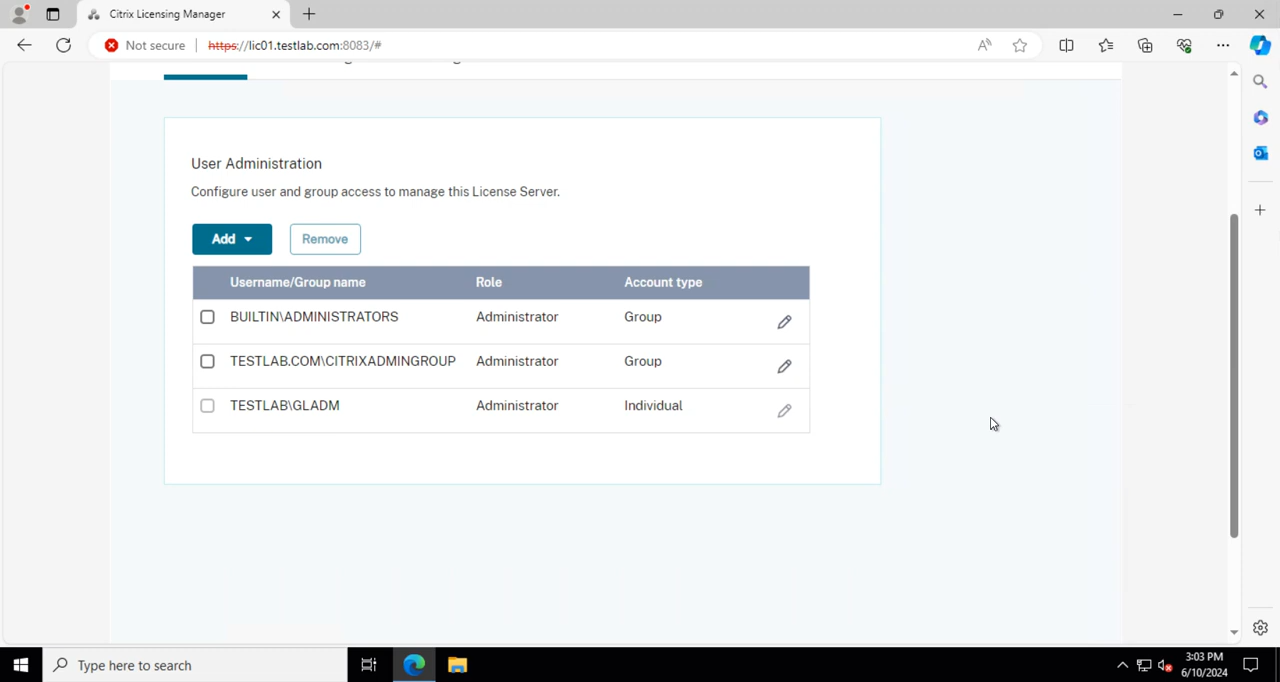 Citrix Licensing Manager
Not secure
https://lic01.testlab.com:8083/#
User Administration
Configure user and group access to manage this License Server.
Add
Remove
Username/Group name Role Account type
BUILTIN\ADMINISTRATORS Administrator Group
TESTLAB.COM\CITRIXADMINGROUP Administrator Group
TESTLAB\GLADM Administrator Individual
Type here to search
3:03 PM
6/10/2024